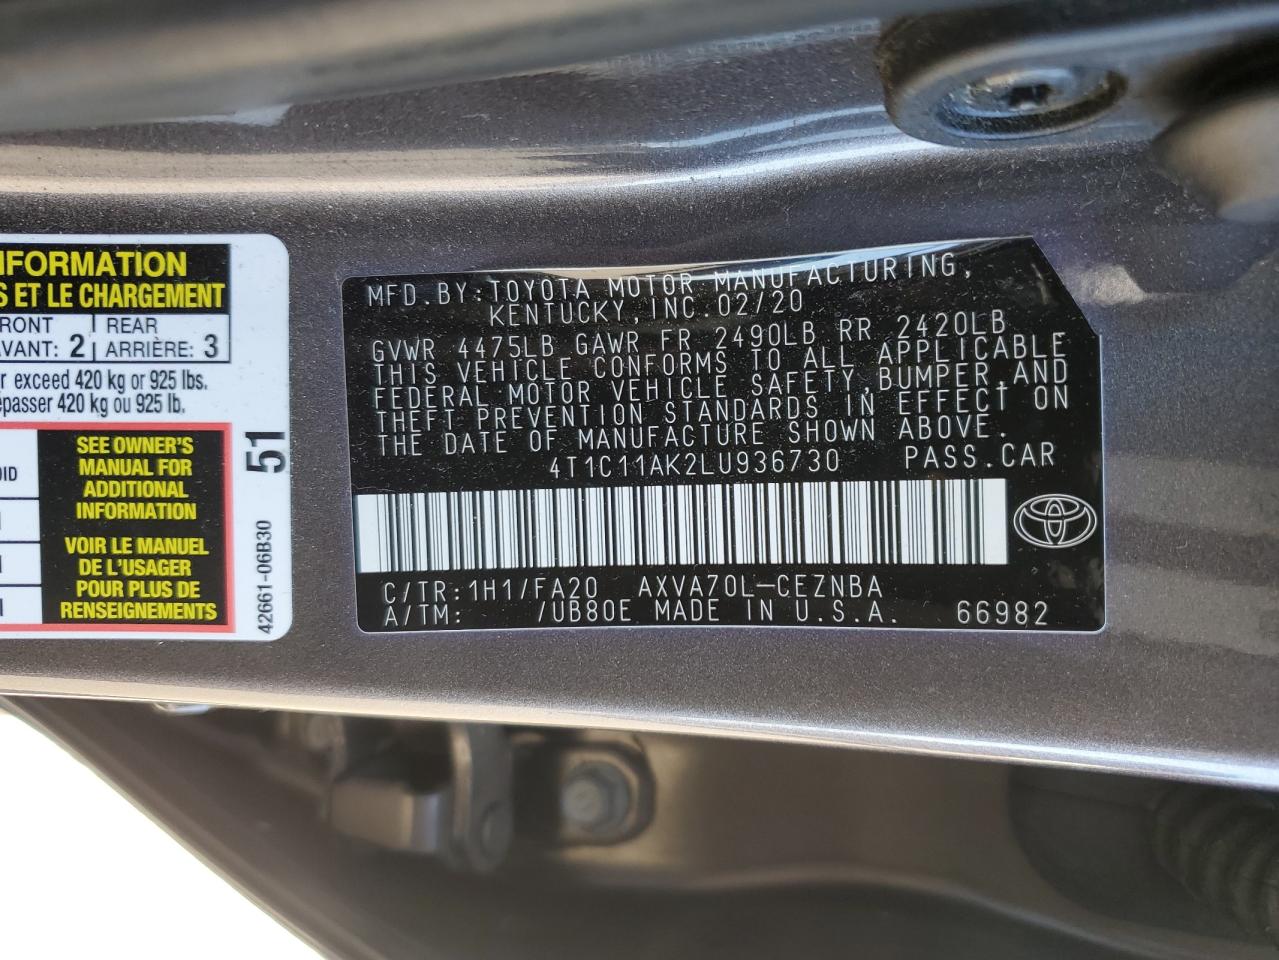 NFORMATION
S ET LE CHARGEMENT
FRONT
AVANT: 2
REAR
ARRIÈRE: 3
r exceed 420 kg or 925 lbs.
épasser 420 kg ou 925 lb.
SEE OWNER'S
MANUAL FOR
ADDITIONAL
INFORMATION
VOIR LE MANUEL
DE L'USAGER
POUR PLUS DE
RENSEIGNEMENTS
51
42661-06B30
MFD.BY:TOYOTA MOTOR MANUFACTURING,
KENTUCKY,INC.02/20
GVWR 4475LB GAWR FR 2490LB RR 2420LB
THIS VEHICLE CONFORMS TO ALL APPLICABLE
FEDERAL MOTOR VEHICLE SAFETY,BUMPER,AND
THEFT PREVENTION STANDARDS IN EFFECT ON
THE DATE OF MANUFACTURE SHOWN ABOVE.
4T1C11AK2LU936730 PASS.CAR
C/TR:1H1/FA20 AXVA70L-CEZNBA
A/TM: /UB80E MADE IN U.S.A. 66982